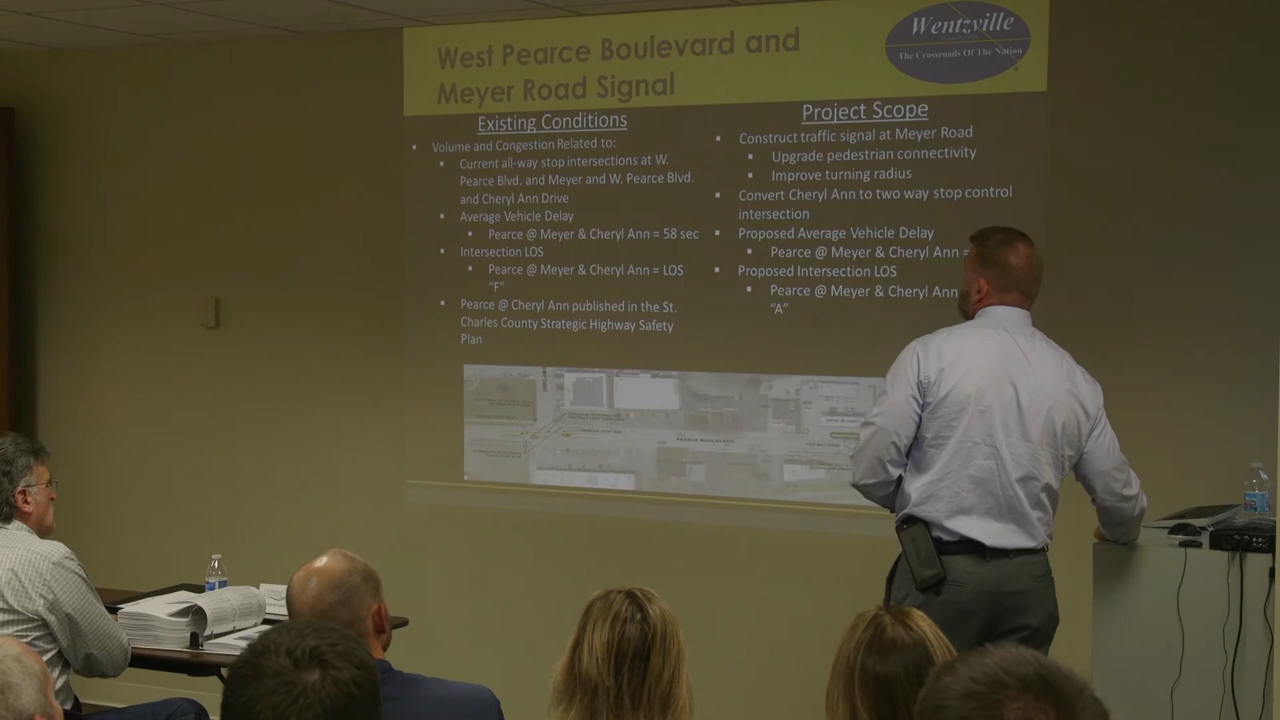 West Pearce Boulevard and
Meyer Road Signal
Wentzville
The Crossroads Of The Nation
Existing Conditions
▪ Volume and Congestion Related to:
▪ Current all-way stop intersections at W.
Pearce Blvd. and Meyer and W. Pearce Blvd.
and Cheryl Ann Drive
▪ Average Vehicle Delay
▪ Pearce @ Meyer & Cheryl Ann = 58 sec
▪ Intersection LOS
▪ Pearce @ Meyer & Cheryl Ann = LOS
"F"
▪ Pearce @ Cheryl Ann published in the St.
Charles County Strategic Highway Safety
Plan
Project Scope
▪ Construct traffic signal at Meyer Road
▪ Upgrade pedestrian connectivity
▪ Improve turning radius
▪ Convert Cheryl Ann to two way stop control
intersection
▪ Proposed Average Vehicle Delay
▪ Pearce @ Meyer & Cheryl Ann =
▪ Proposed Intersection LOS
▪ Pearce @ Meyer & Cheryl Ann
"A"
PEARCE BOULEVARD